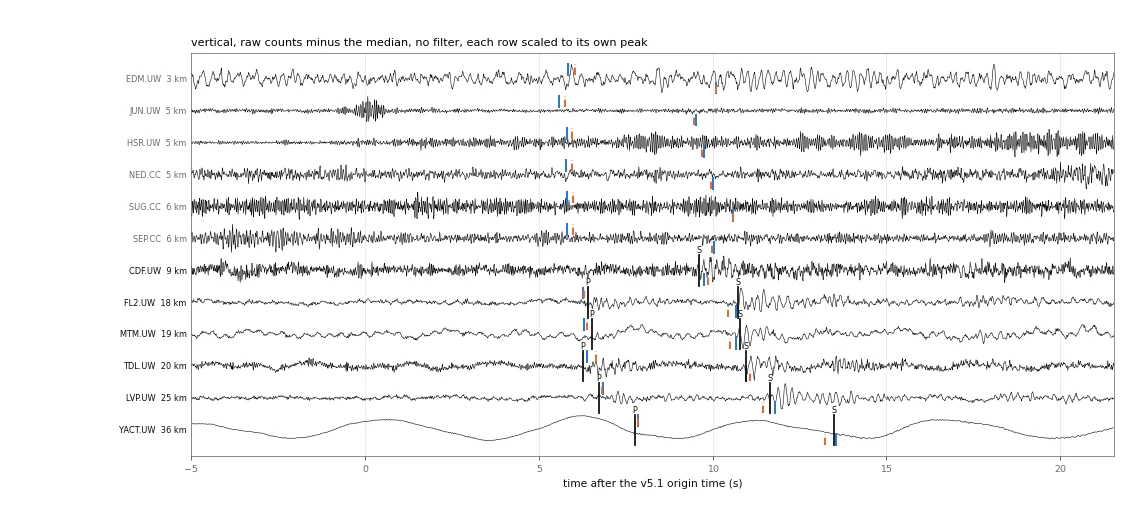 vertical, raw counts minus the median, no filter, each row scaled to its own peak
EDM.UW 3 km
JUN.UW 5 km
HSR.UW 5 km
NED.CC 5 km
SUG.CC 6 km
SEP.CC 6 km
S
CDF.UW 9 km
P S
FL2.UW 18 km
P S
MTM.UW 19 km
P S
TDL.UW 20 km
P S
LVP.UW 25 km
P S
YACT.UW 36 km
−5 0 5 10 15 20
time after the v5.1 origin time (s)